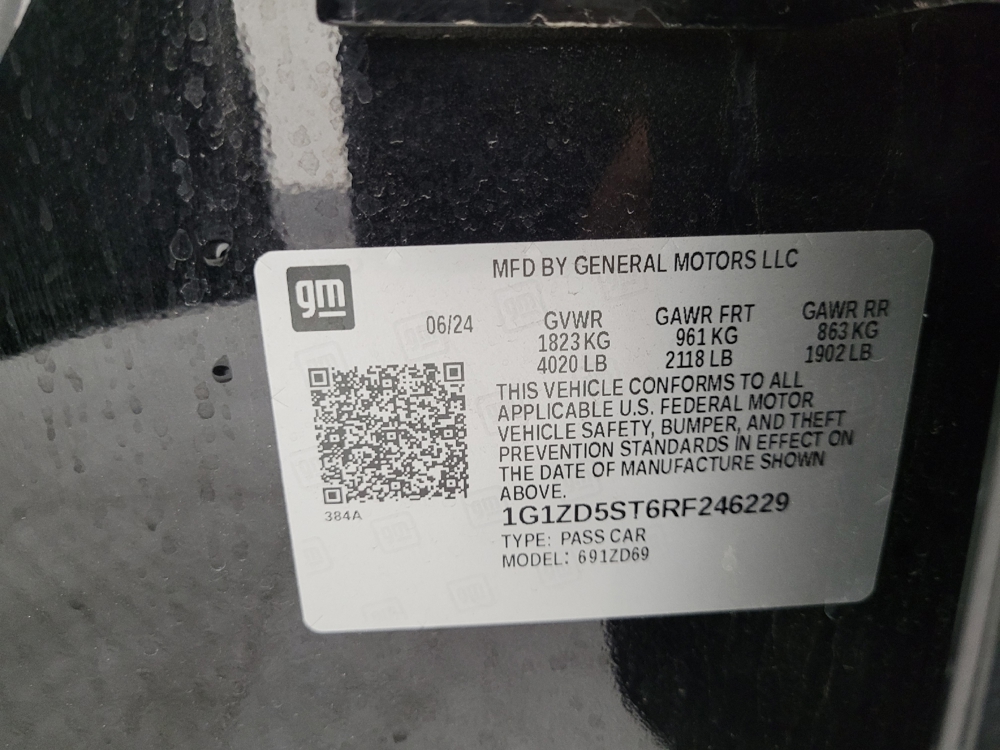 gm
MFD BY GENERAL MOTORS LLC
06/24
GVWR
1823 KG
4020 LB
GAWR FRT
961 KG
2118 LB
GAWR RR
863 KG
1902 LB
THIS VEHICLE CONFORMS TO ALL
APPLICABLE U.S. FEDERAL MOTOR
VEHICLE SAFETY, BUMPER, AND THEFT
PREVENTION STANDARDS IN EFFECT ON
THE DATE OF MANUFACTURE SHOWN
ABOVE.
384A
1G1ZD5ST6RF246229
TYPE: PASS CAR
MODEL: 691ZD69